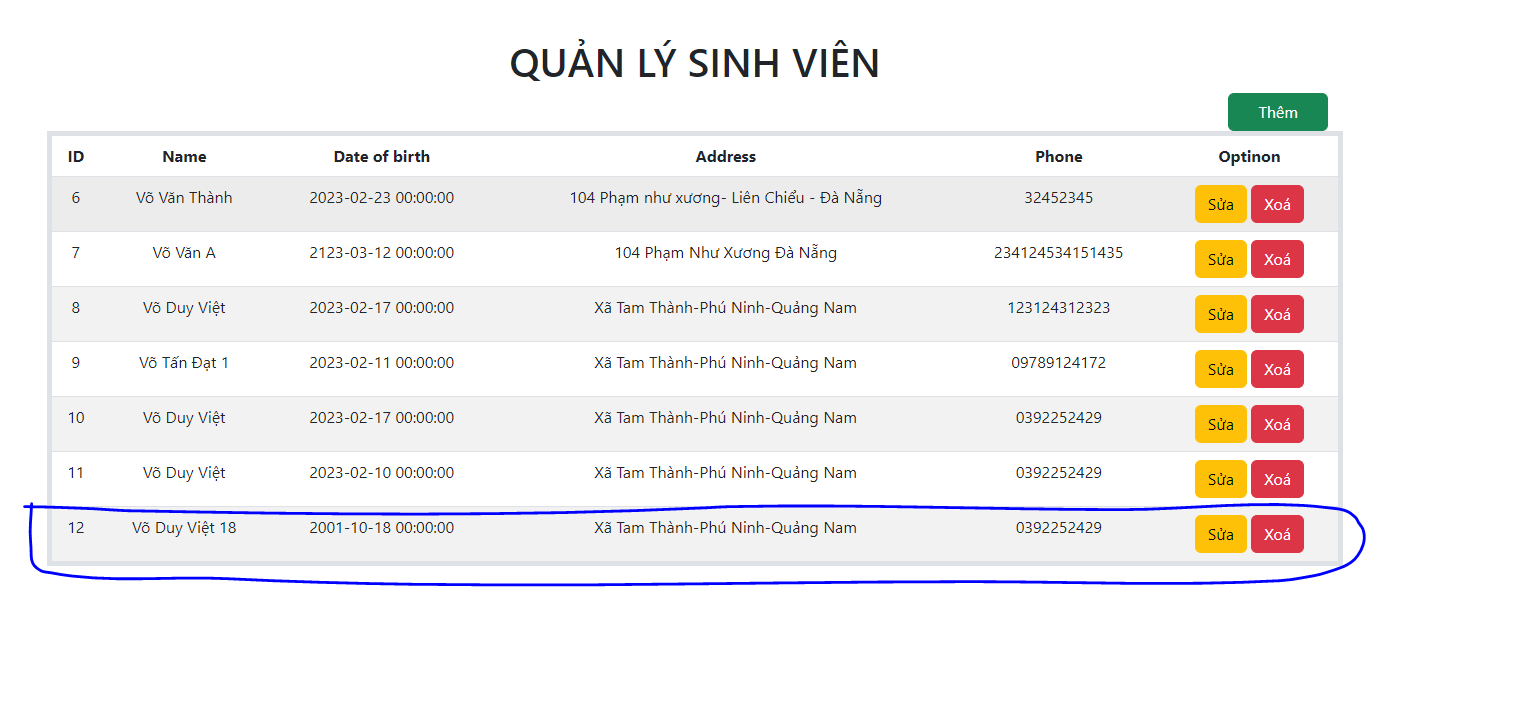 QUẢN LÝ SINH VIÊN
Thêm
ID Name Date of birth Address Phone Optinon
6 Võ Văn Thành 2023-02-23 00:00:00 104 Phạm như xương- Liên Chiểu - Đà Nẵng 32452345 Sửa Xoá
7 Võ Văn A 2123-03-12 00:00:00 104 Phạm Như Xương Đà Nẵng 234124534151435 Sửa Xoá
8 Võ Duy Việt 2023-02-17 00:00:00 Xã Tam Thành-Phú Ninh-Quảng Nam 123124312323 Sửa Xoá
9 Võ Tấn Đạt 1 2023-02-11 00:00:00 Xã Tam Thành-Phú Ninh-Quảng Nam 09789124172 Sửa Xoá
10 Võ Duy Việt 2023-02-17 00:00:00 Xã Tam Thành-Phú Ninh-Quảng Nam 0392252429 Sửa Xoá
11 Võ Duy Việt 2023-02-10 00:00:00 Xã Tam Thành-Phú Ninh-Quảng Nam 0392252429 Sửa Xoá
12 Võ Duy Việt 18 2001-10-18 00:00:00 Xã Tam Thành-Phú Ninh-Quảng Nam 0392252429 Sửa Xoá